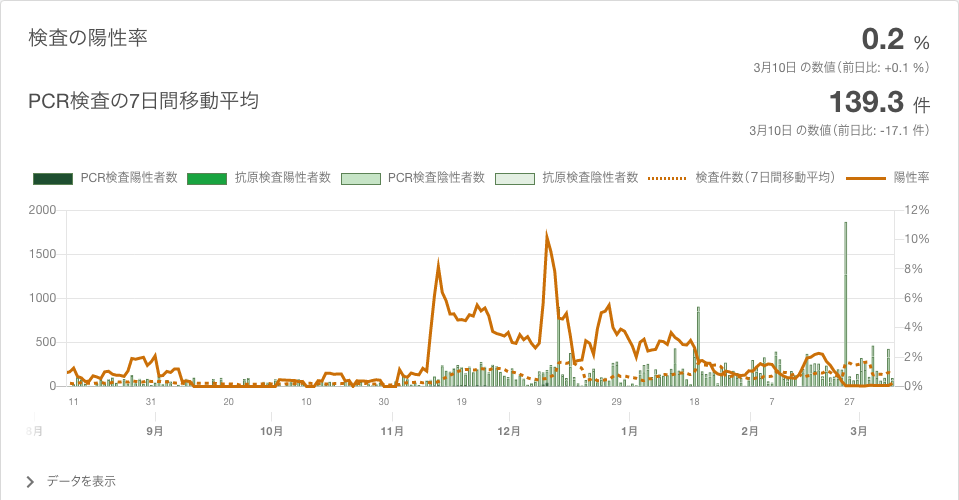 検査の陽性率
0.2 %
3月10日 の数値（前日比: +0.1 %）
PCR検査の7日間移動平均
139.3 件
3月10日 の数値（前日比: -17.1 件）
PCR検査陽性者数 抗原検査陽性者数 PCR検査陰性者数 抗原検査陰性者数 検査件数（7日間移動平均） 陽性率
2000 12%
10%
1500
8%
1000 6%
4%
500
2%
0 0%
11 31 20 10 30 19 9 29 18 7 27
8月 9月 10月 11月 12月 1月 2月 3月
データを表示